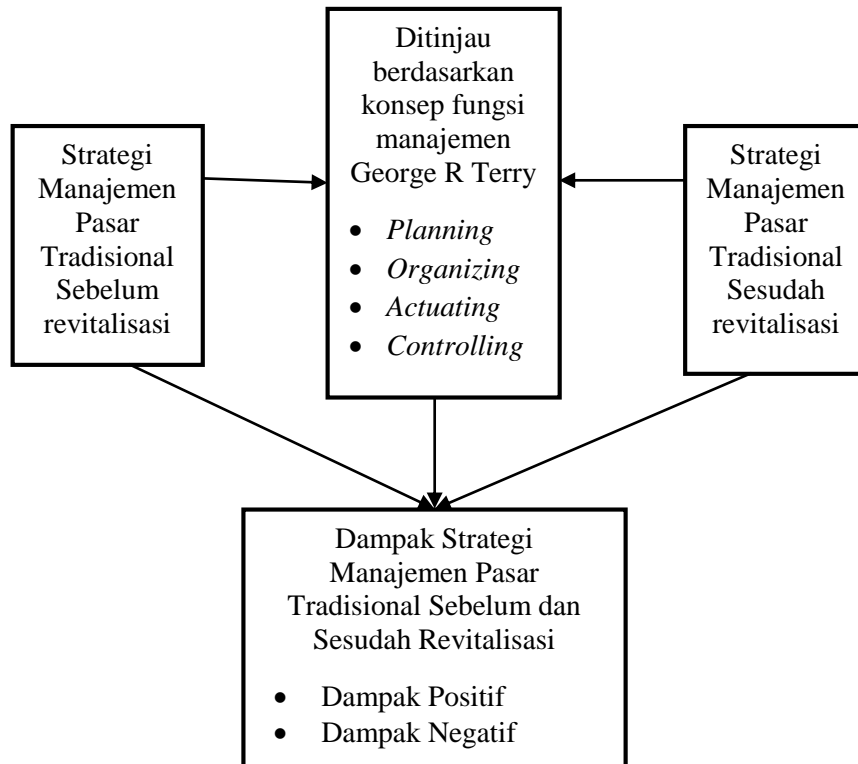 Ditinjau
berdasarkan
konsep fungsi
manajemen
George R Terry
• Planning
• Organizing
• Actuating
• Controlling
Strategi
Manajemen
Pasar
Tradisional
Sebelum
revitalisasi
Strategi
Manajemen
Pasar
Tradisional
Sesudah
revitalisasi
Dampak Strategi
Manajemen Pasar
Tradisional Sebelum dan
Sesudah Revitalisasi
• Dampak Positif
• Dampak Negatif